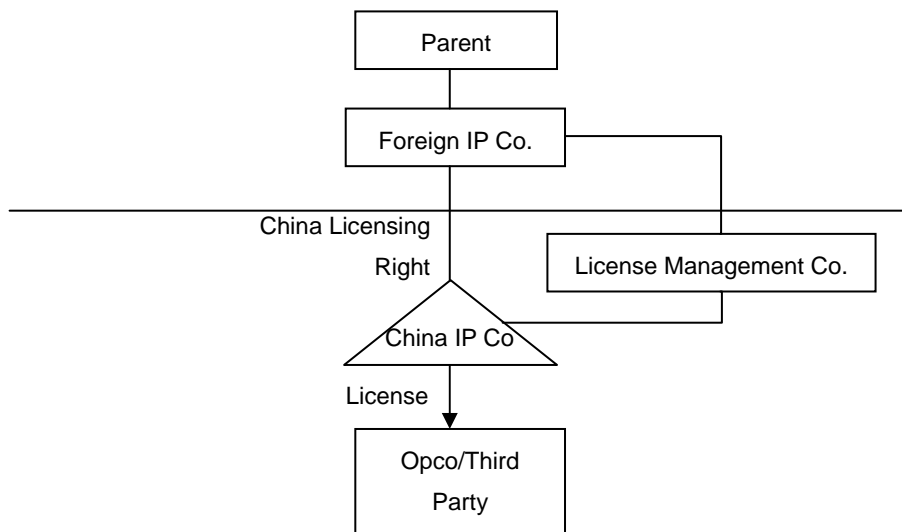 Parent
Foreign IP Co.
China Licensing
Right
License Management Co.
China IP Co
License
Opco/Third
Party